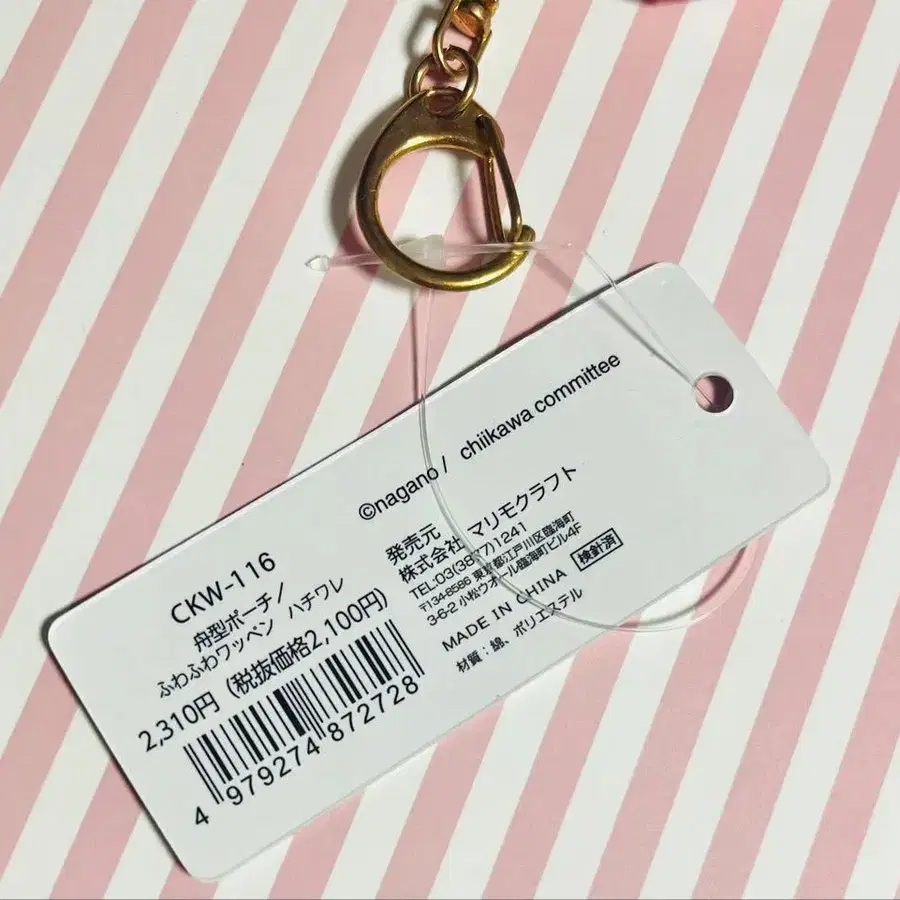 ©nagano / chiikawa committee
CKW-116
舟型ポーチ/
ふわふわワッペン ハチワレ
2,310円 (税抜価格2,100円)
4 979274 872728
発売元
株式会社 マリモクラフト
TEL:03(3877)1241
〒134-8586 東京都江戸川区臨海町
3-6-2 小松ウオール臨海町ビル4F
MADE IN CHINA 検針済
材質：綿、ポリエステル